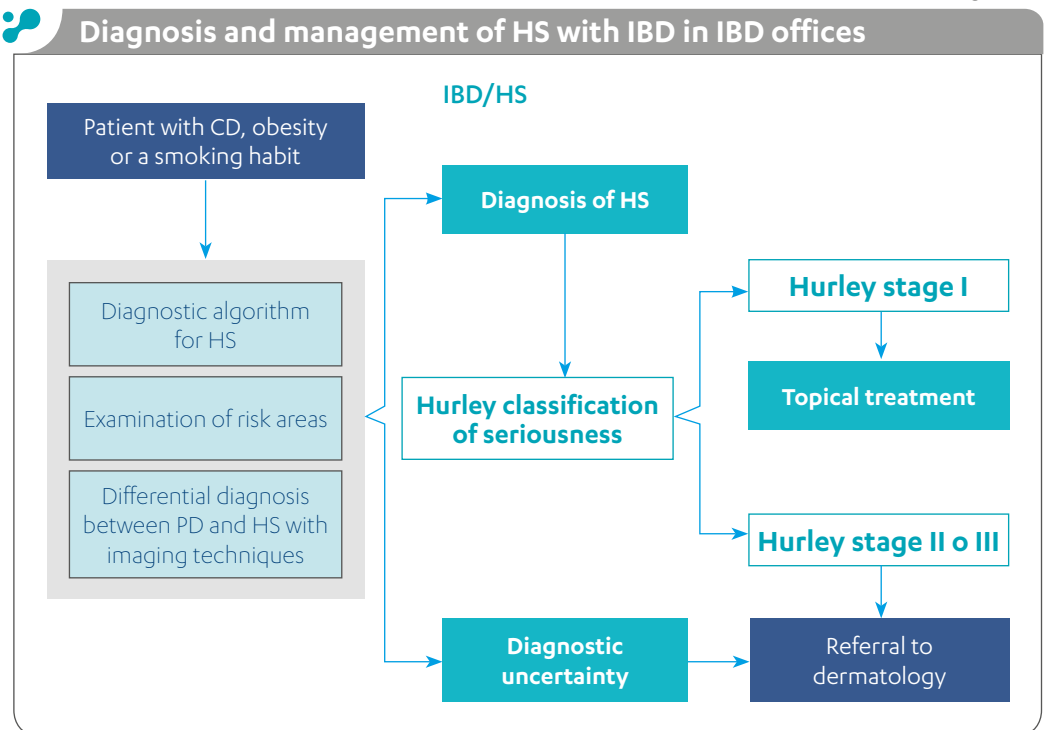 Diagnosis and management of HS with IBD in IBD offices
IBD/HS
Patient with CD, obesity
or a smoking habit
Diagnostic algorithm
for HS
Examination of risk areas
Differential diagnosis
between PD and HS with
imaging techniques
Diagnosis of HS
Hurley classification
of seriousness
Hurley stage I
Topical treatment
Hurley stage II o III
Diagnostic
uncertainty
Referral to
dermatology